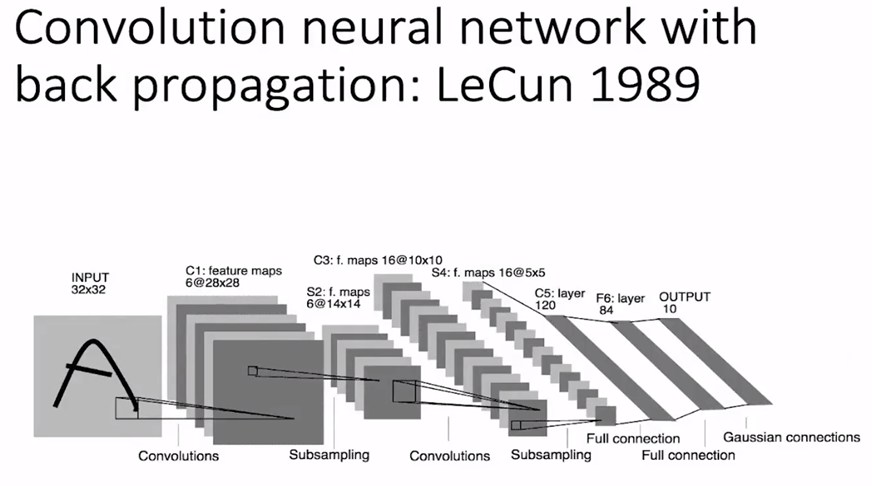 Convolution neural network with
back propagation: LeCun 1989
INPUT
32x32
C1: feature maps
6@28x28
C3: f. maps 16@10x10
S2: f. maps
6@14x14
S4: f. maps 16@5x5
C5: layer
120
F6: layer
84
OUTPUT
10
Convolutions
Subsampling
Convolutions
Subsampling
Full connection
Full connection
Gaussian connections